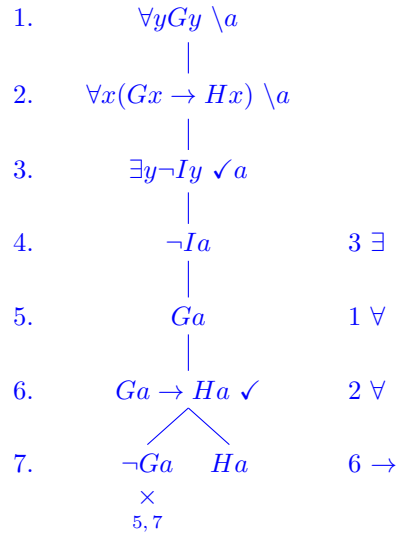 1. ∀yGy \a
2. ∀x(Gx → Hx) \a
3. ∃y¬Iy ✓a
4. ¬Ia 3 ∃
5. Ga 1 ∀
6. Ga → Ha ✓ 2 ∀
7. ¬Ga Ha 6 →
×
5, 7